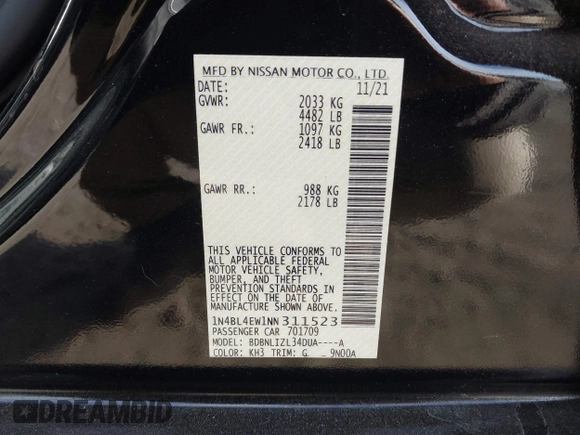 MFD BY NISSAN MOTOR CO., LTD.
DATE: 11/21
GVWR: 2033 KG
4482 LB
GAWR FR.: 1097 KG
2418 LB
GAWR RR.: 988 KG
2178 LB
THIS VEHICLE CONFORMS TO
ALL APPLICABLE FEDERAL
MOTOR VEHICLE SAFETY,
BUMPER, AND THEFT
PREVENTION STANDARDS IN
EFFECT ON THE DATE OF
MANUFACTURE SHOWN ABOVE.
1N4BL4EW1NN311523
PASSENGER CAR 701709
MODEL: BDBNLIZL34DUA----A
COLOR: KH3 TRIM: G 9N00A
DREAMBID